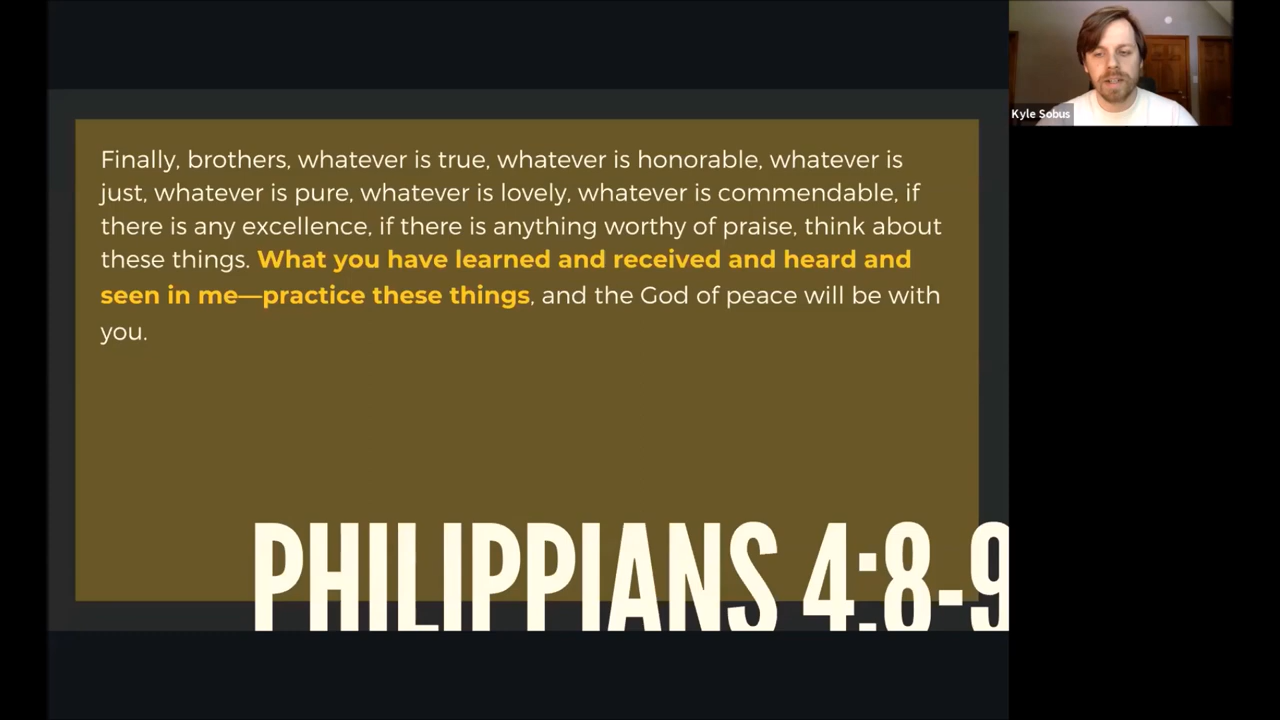 Finally, brothers, whatever is true, whatever is honorable, whatever is
just, whatever is pure, whatever is lovely, whatever is commendable, if
there is any excellence, if there is anything worthy of praise, think about
these things. What you have learned and received and heard and
seen in me—practice these things, and the God of peace will be with
you.
PHILIPPIANS 4:8-9
Kyle Sobus